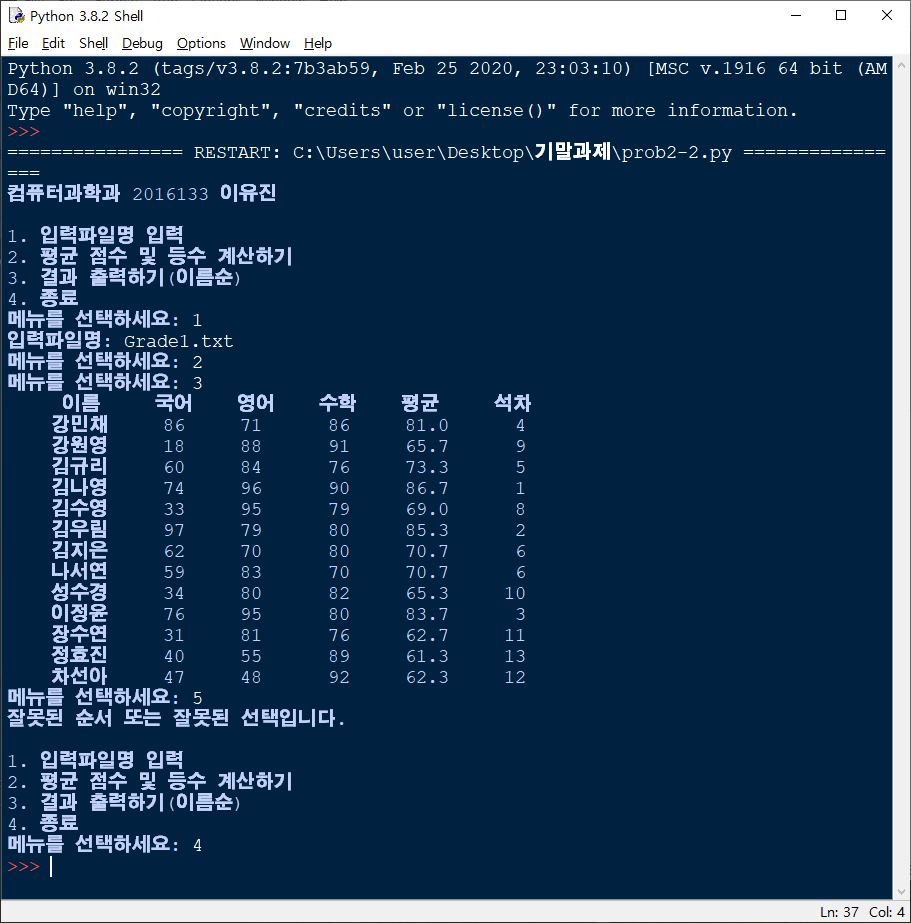 Python 3.8.2 Shell
File Edit Shell Debug Options Window Help
Python 3.8.2 (tags/v3.8.2:7b3ab59, Feb 25 2020, 23:03:10) [MSC v.1916 64 bit (AM
D64)] on win32
Type "help", "copyright", "credits" or "license()" for more information.
>>>
================ RESTART: C:\Users\user\Desktop\기말과제\prob2-2.py =============
===
컴퓨터과학과 2016133 이유진
1. 입력파일명 입력
2. 평균 점수 및 등수 계산하기
3. 결과 출력하기(이름순)
4. 종료
메뉴를 선택하세요: 1
입력파일명: Grade1.txt
메뉴를 선택하세요: 2
메뉴를 선택하세요: 3
이름 국어 영어 수학 평균 석차
강민채 86 71 86 81.0 4
강원영 18 88 91 65.7 9
김규리 60 84 76 73.3 5
김나영 74 96 90 86.7 1
김수영 33 95 79 69.0 8
김우림 97 79 80 85.3 2
김지은 62 70 80 70.7 6
나서연 59 83 70 70.7 6
성수경 34 80 82 65.3 10
이정윤 76 95 80 83.7 3
장수연 31 81 76 62.7 11
정효진 40 55 89 61.3 13
차선아 47 48 92 62.3 12
메뉴를 선택하세요: 5
잘못된 순서 또는 잘못된 선택입니다.
1. 입력파일명 입력
2. 평균 점수 및 등수 계산하기
3. 결과 출력하기(이름순)
4. 종료
메뉴를 선택하세요: 4
>>>
Ln: 37 Col: 4